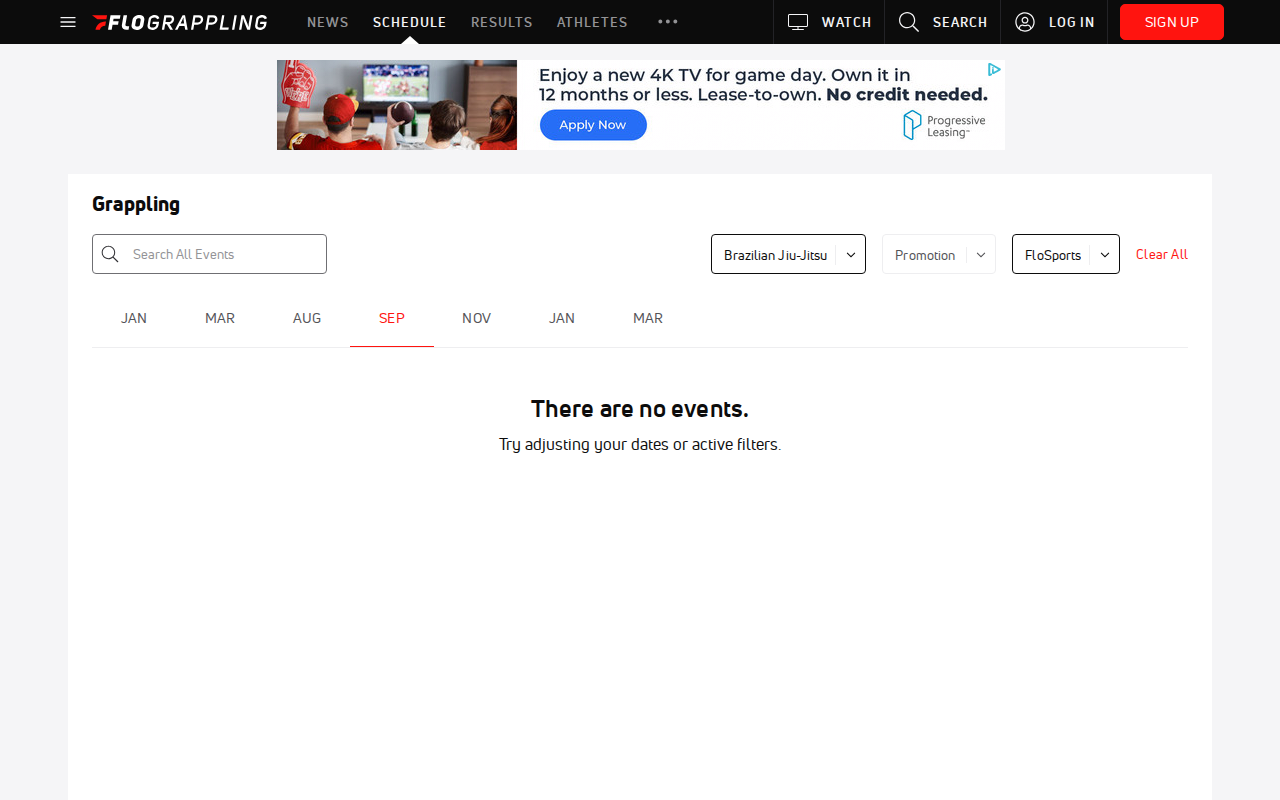 FLOGRAPPLING NEWS SCHEDULE RESULTS ATHLETES WATCH SEARCH LOG IN SIGN UP
Enjoy a new 4K TV for game day. Own it in
12 months or less. Lease-to-own. No credit needed.
Apply Now
Progressive
Leasing
Grappling
Search All Events Brazilian Jiu-Jitsu Promotion FloSports Clear All
JAN MAR AUG SEP NOV JAN MAR
There are no events.
Try adjusting your dates or active filters.